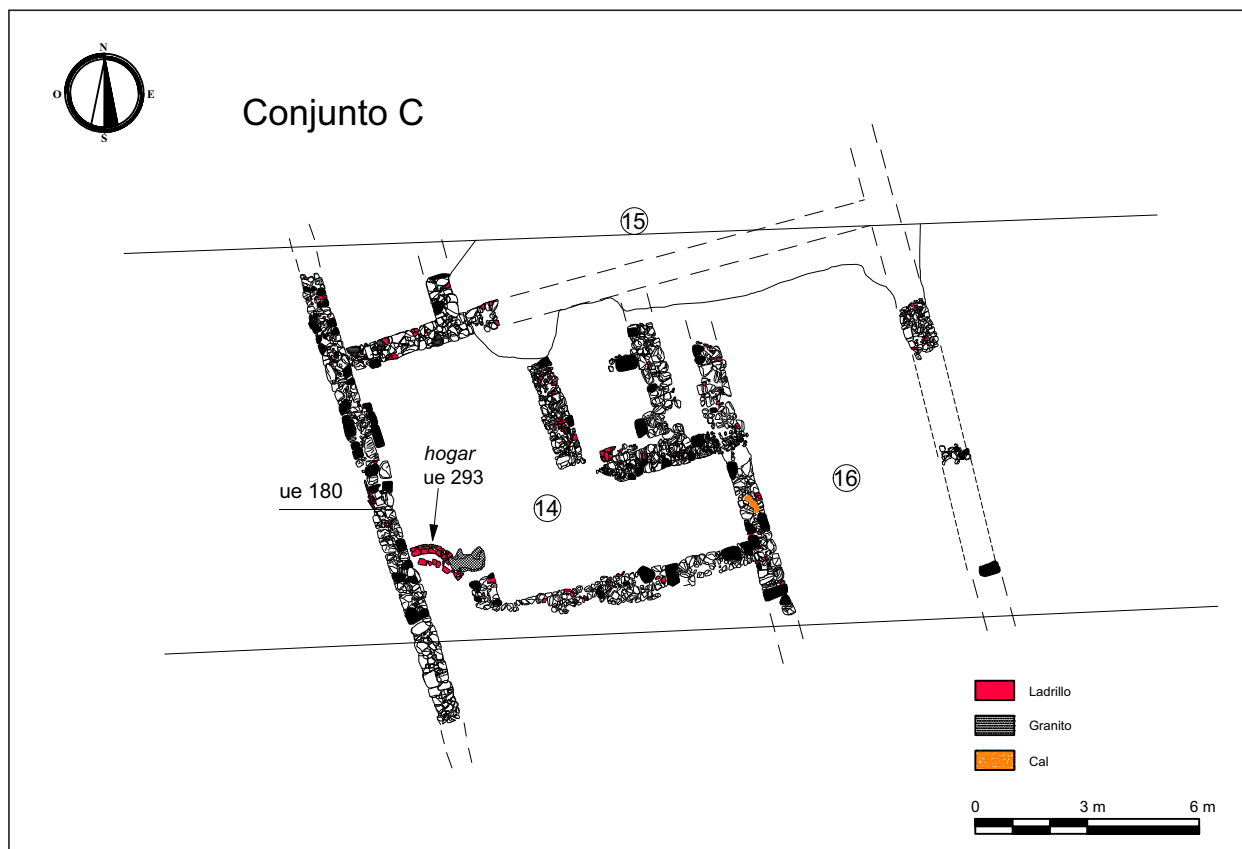 N
O
E
S
Conjunto C
15
hogar
ue 293
ue 180
14
16
Ladrillo
Granito
Cal
0
3 m
6 m